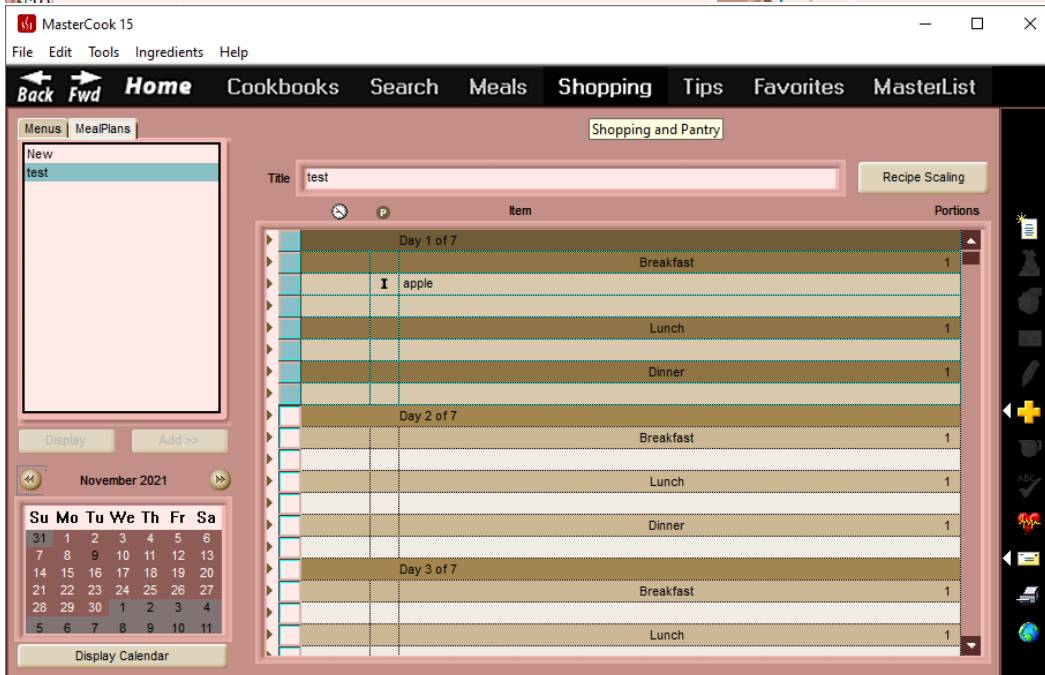 MasterCook 15
File Edit Tools Ingredients Help
Back Fwd Home Cookbooks Search Meals Shopping Tips Favorites MasterList
Menus MealPlans
Shopping and Pantry
New
test
Title test Recipe Scaling
P Item Portions
Day 1 of 7
Breakfast 1
I apple
Lunch 1
Dinner 1
Day 2 of 7
Breakfast 1
Lunch 1
Dinner 1
Day 3 of 7
Breakfast 1
Lunch 1
Display Add >>
November 2021
Su Mo Tu We Th Fr Sa
31 1 2 3 4 5 6
7 8 9 10 11 12 13
14 15 16 17 18 19 20
21 22 23 24 25 26 27
28 29 30 1 2 3 4
5 6 7 8 9 10 11
Display Calendar
ABC